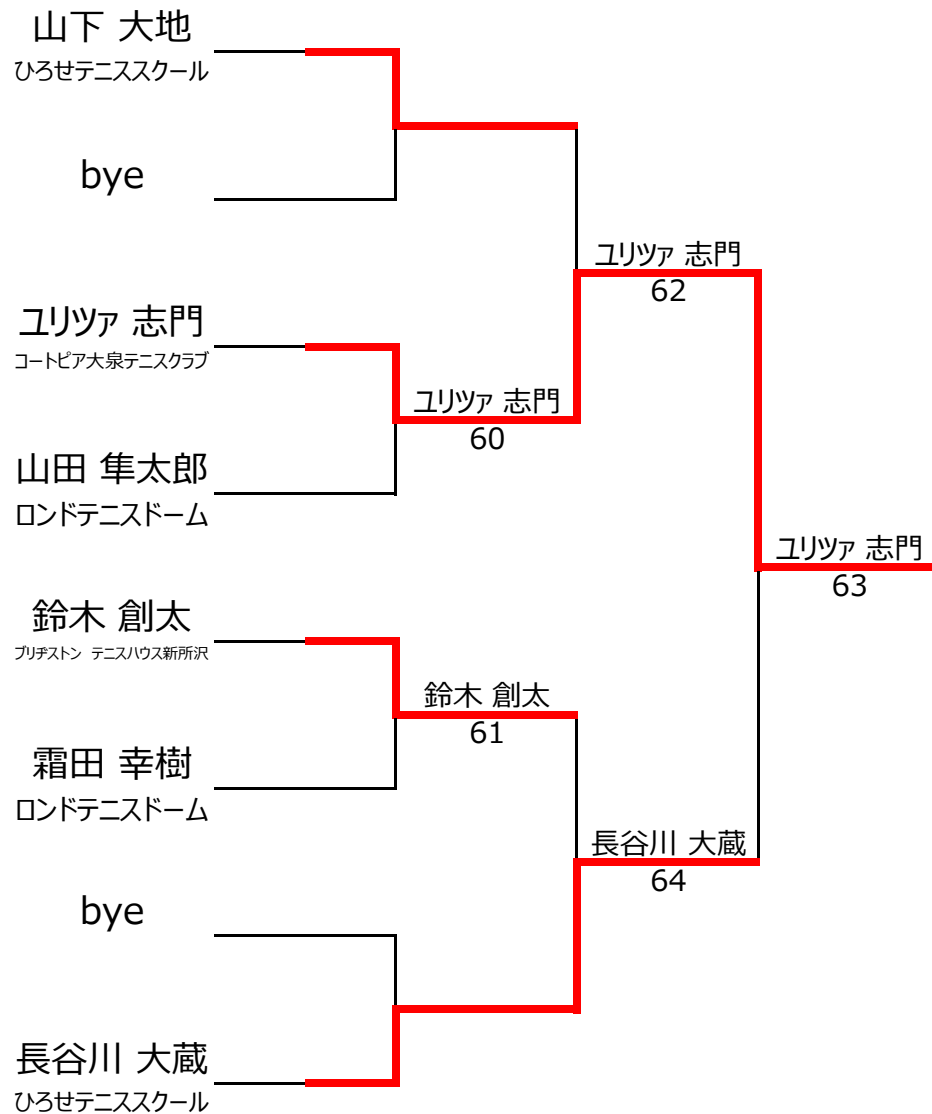 山下 大地
ひろせテニススクール
bye
ユリツァ 志門
62
ユリツァ 志門
コートピア大泉テニスクラブ
ユリツァ 志門
60
山田 隼太郎
ロンドテニスドーム
ユリツァ 志門
63
鈴木 創太
ブリヂストン テニスハウス新所沢
鈴木 創太
61
霜田 幸樹
ロンドテニスドーム
長谷川 大蔵
64
bye
長谷川 大蔵
ひろせテニススクール